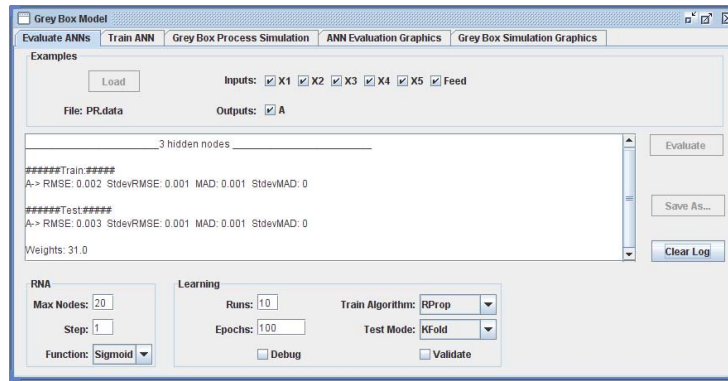 Grey Box Model
Evaluate ANNs Train ANN Grey Box Process Simulation ANN Evaluation Graphics Grey Box Simulation Graphics
Examples
Load Inputs: X1 X2 X3 X4 X5 Feed
File: PR.data Outputs: A
3 hidden nodes
Evaluate
######Train:#####
A-> RMSE: 0.002 StdevRMSE: 0.001 MAD: 0.001 StdevMAD: 0
######Test:#####
Save As...
A-> RMSE: 0.003 StdevRMSE: 0.001 MAD: 0.001 StdevMAD: 0
Weights: 31.0
Clear Log
RNA Learning
Max Nodes: 20 Runs: 10 Train Algorithm: RProp
Step: 1 Epochs: 100 Test Mode: KFold
Function: Sigmoid Debug Validate